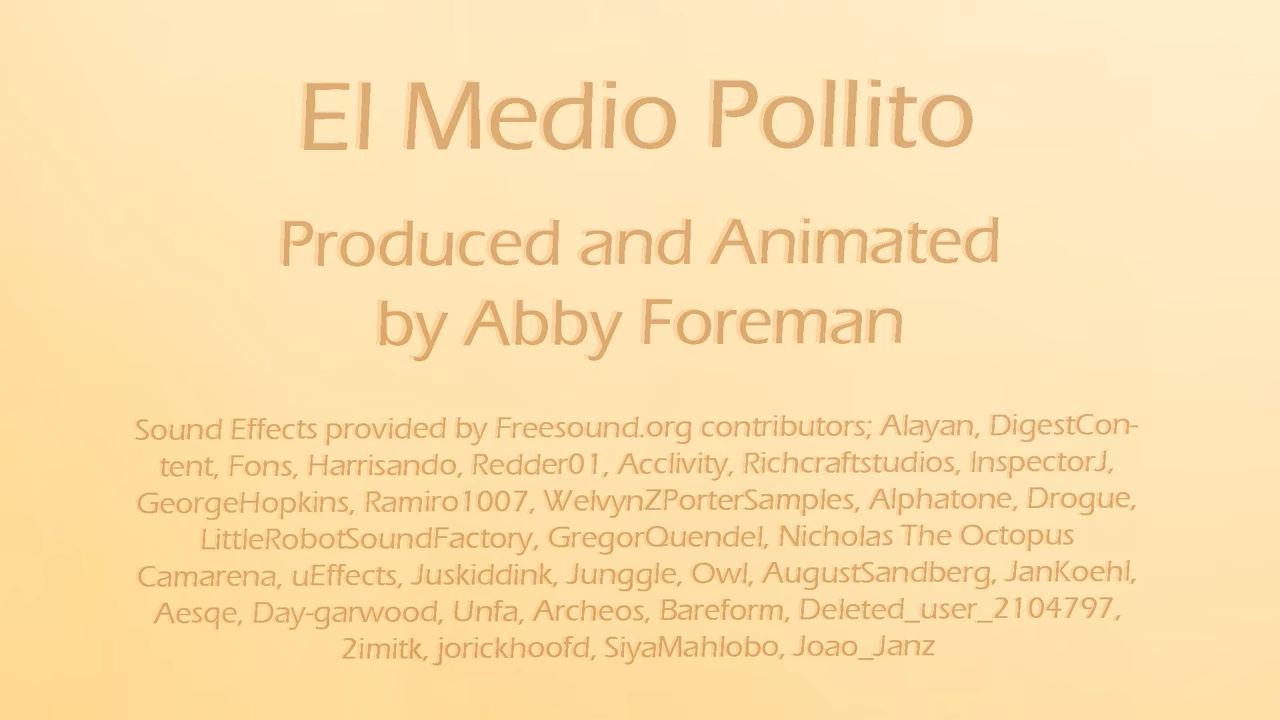 El Medio Pollito
Produced and Animated
by Abby Foreman
Sound Effects provided by Freesound.org contributors; Alayan, DigestCon-
tent, Fons, Harrisando, Redder01, Acclivity, Richcraftstudios, InspectorJ,
GeorgeHopkins, Ramiro1007, WelvynZPorterSamples, Alphatone, Drogue,
LittleRobotSoundFactory, GregorQuendel, Nicholas The Octopus
Camarena, uEffects, Juskiddink, Junggle, Owl, AugustSandberg, JanKoehl,
Aesqe, Day-garwood, Unfa, Archeos, Bareform, Deleted_user_2104797,
2imitk, jorickhoofd, SiyaMahlobo, Joao_Janz